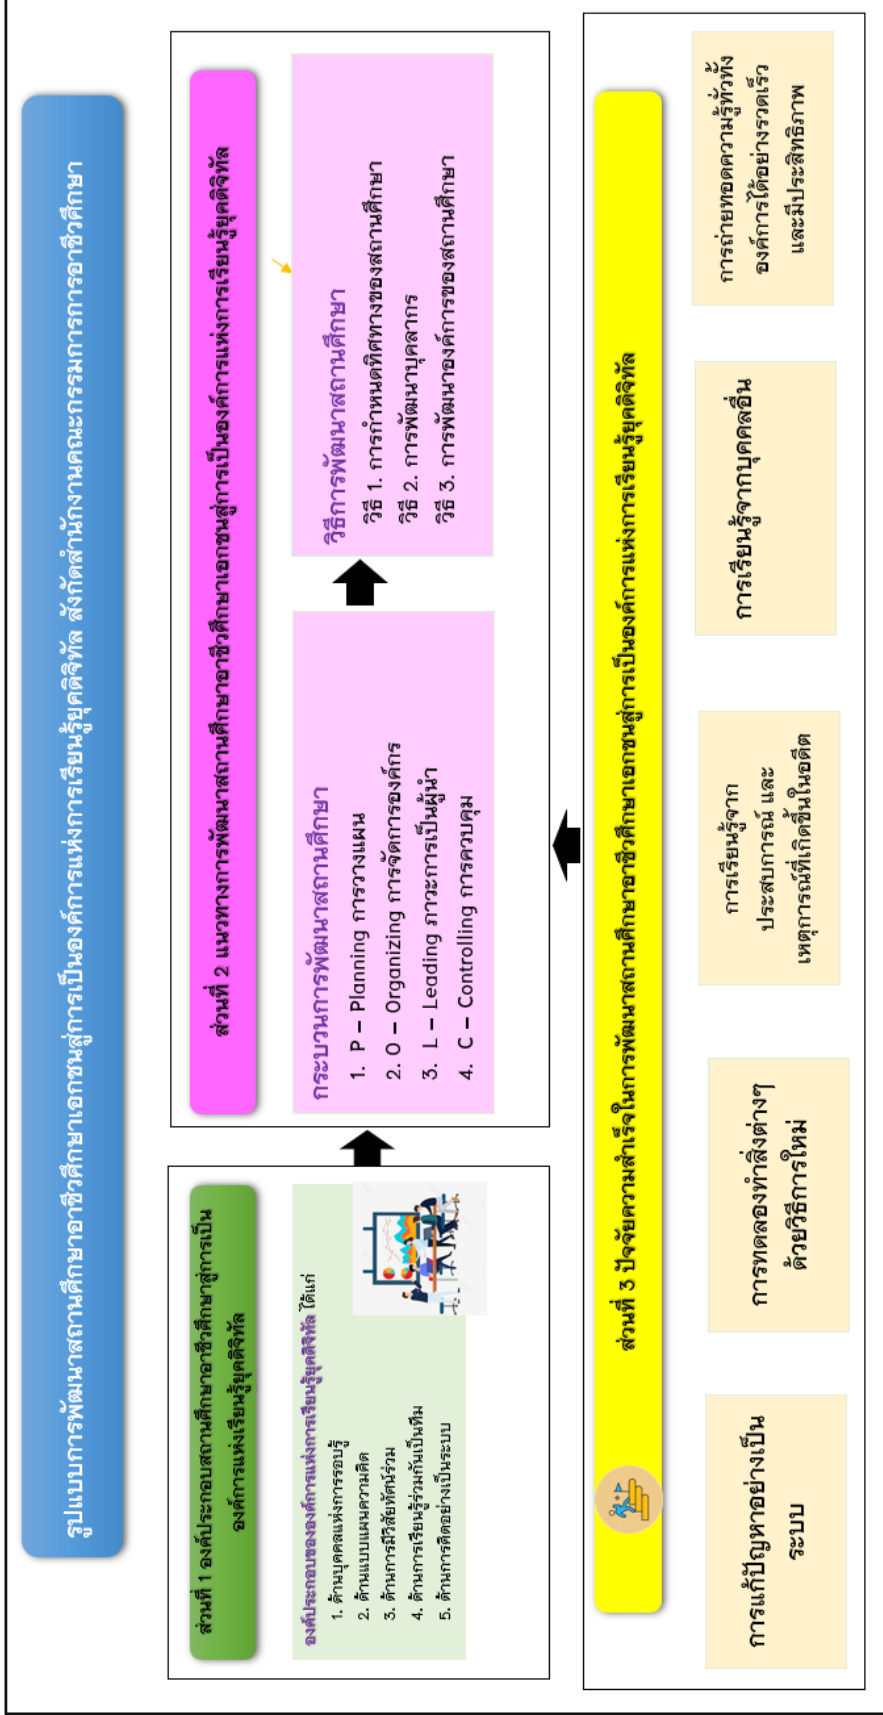 รูปแบบการพัฒนาสถานศึกษาอาชีวศึกษาเอกชนสู่การเป็นองค์การแห่งการเรียนรู้ยุคดิจิทัล สังกัดสำนักงานคณะกรรมการการอาชีวศึกษา
ส่วนที่ 1 องค์ประกอบสถานศึกษาอาชีวศึกษาสู่การเป็น
องค์การแห่งเรียนรู้ยุคดิจิทัล
องค์ประกอบขององค์การแห่งการเรียนรู้ยุคดิจิทัล ได้แก่
1. ด้านบุคคลแห่งการรอบรู้
2. ด้านแบบแผนความคิด
3. ด้านการมีวิสัยทัศน์ร่วม
4. ด้านการเรียนรู้ร่วมกันเป็นทีม
5. ด้านการคิดอย่างเป็นระบบ
ส่วนที่ 2 แนวทางการพัฒนาสถานศึกษาอาชีวศึกษาเอกชนสู่การเป็นองค์การแห่งการเรียนรู้ยุคดิจิทัล
กระบวนการพัฒนาสถานศึกษา
1. P – Planning การวางแผน
2. O – Organizing การจัดการองค์กร
3. L – Leading ภาวะการเป็นผู้นำ
4. C – Controlling การควบคุม
วิธีการพัฒนาสถานศึกษา
วิธี 1. การกำหนดทิศทางของสถานศึกษา
วิธี 2. การพัฒนาบุคลากร
วิธี 3. การพัฒนาองค์การของสถานศึกษา
ส่วนที่ 3 ปัจจัยความสำเร็จในการพัฒนาสถานศึกษาอาชีวศึกษาเอกชนสู่การเป็นองค์การแห่งการเรียนรู้ยุคดิจิทัล
การแก้ปัญหาอย่างเป็น
ระบบ
การทดลองทำสิ่งต่างๆ
ด้วยวิธีการใหม่
การเรียนรู้จาก
ประสบการณ์ และ
เหตุการณ์ที่เกิดขึ้นในอดีต
การเรียนรู้จากบุคคลอื่น
การถ่ายทอดความรู้ทั่วทั้ง
องค์การได้อย่างรวดเร็ว
และมีประสิทธิภาพ